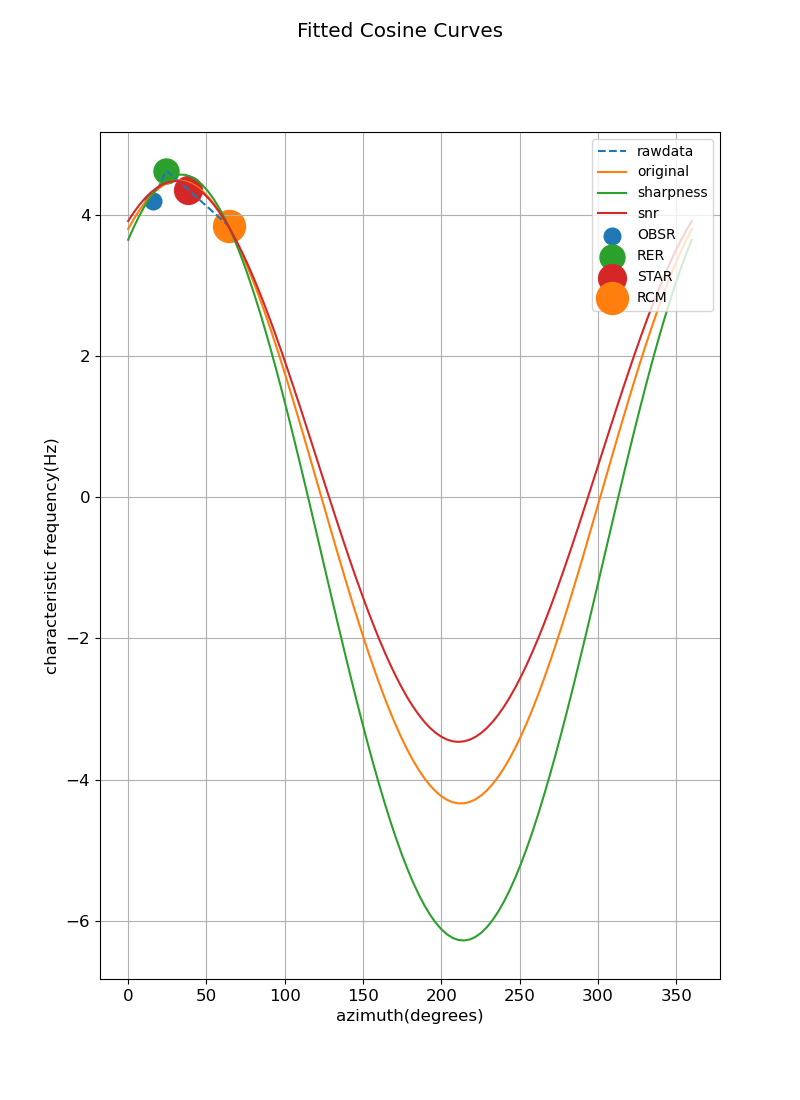 Fitted Cosine Curves
rawdata
original
sharpness
snr
OBSR
RER
STAR
RCM
characteristic frequency(Hz)
4
2
0
−2
−4
−6
0 50 100 150 200 250 300 350
azimuth(degrees)